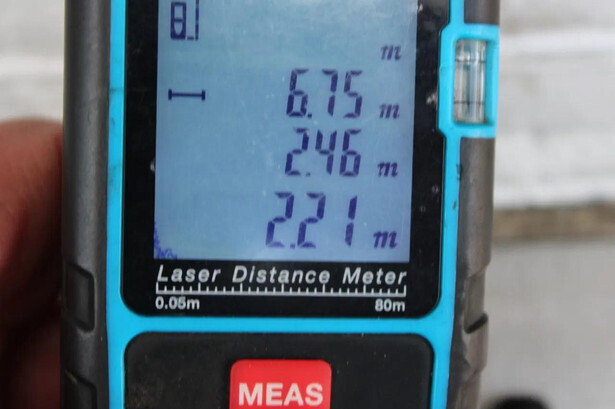 m
6.75 m
2.46 m
2.21 m
Laser Distance Meter
0.05m 80m
MEAS